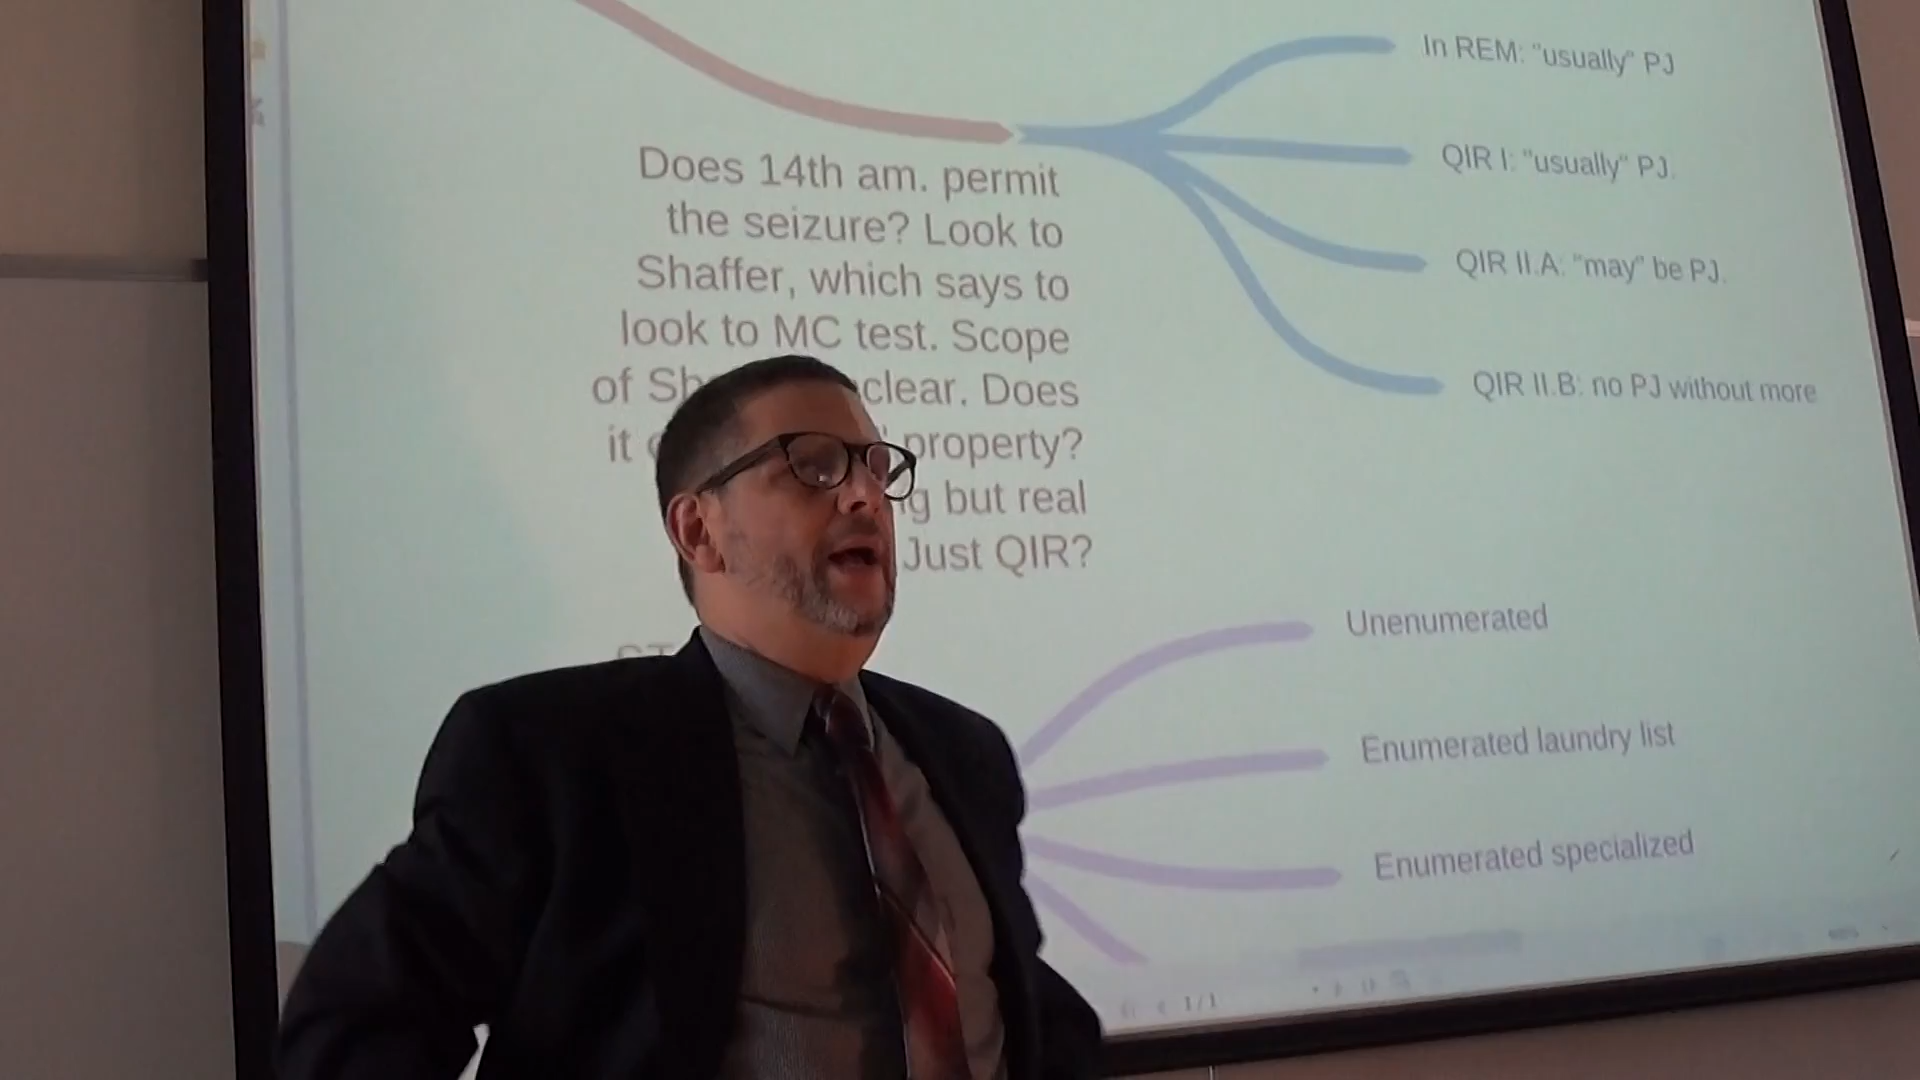 In REM: "usually" PJ
QIR I: "usually" PJ.
QIR II.A: "may" be PJ.
QIR II.B: no PJ without more
Does 14th am. permit
the seizure? Look to
Shaffer, which says to
look to MC test. Scope
of clear. Does
it property?
but real
Just QIR?
Unenumerated
Enumerated laundry list
Enumerated specialized
1/1